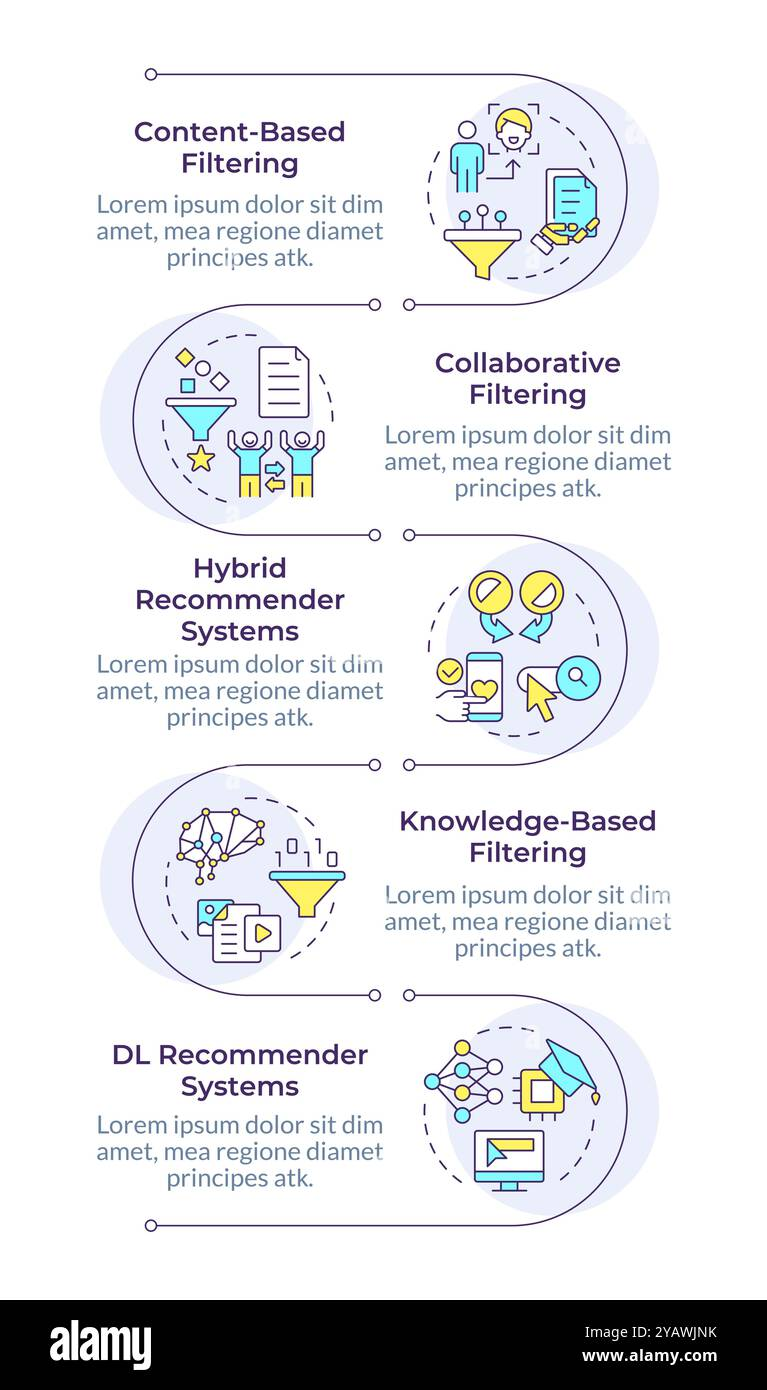 Content-Based
Filtering
Lorem ipsum dolor sit dim
amet, mea regione diamet
principes atk.
Collaborative
Filtering
Lorem ipsum dolor sit dim
amet, mea regione diamet
principes atk.
Hybrid
Recommender
Systems
Lorem ipsum dolor sit dim
amet, mea regione diamet
principes atk.
Knowledge-Based
Filtering
Lorem ipsum dolor sit dim
amet, mea regione diamet
principes atk.
DL Recommender
Systems
Lorem ipsum dolor sit dim
amet, mea regione diamet
principes atk.
alamy
Image ID: 2YAWJNK
www.alamy.com